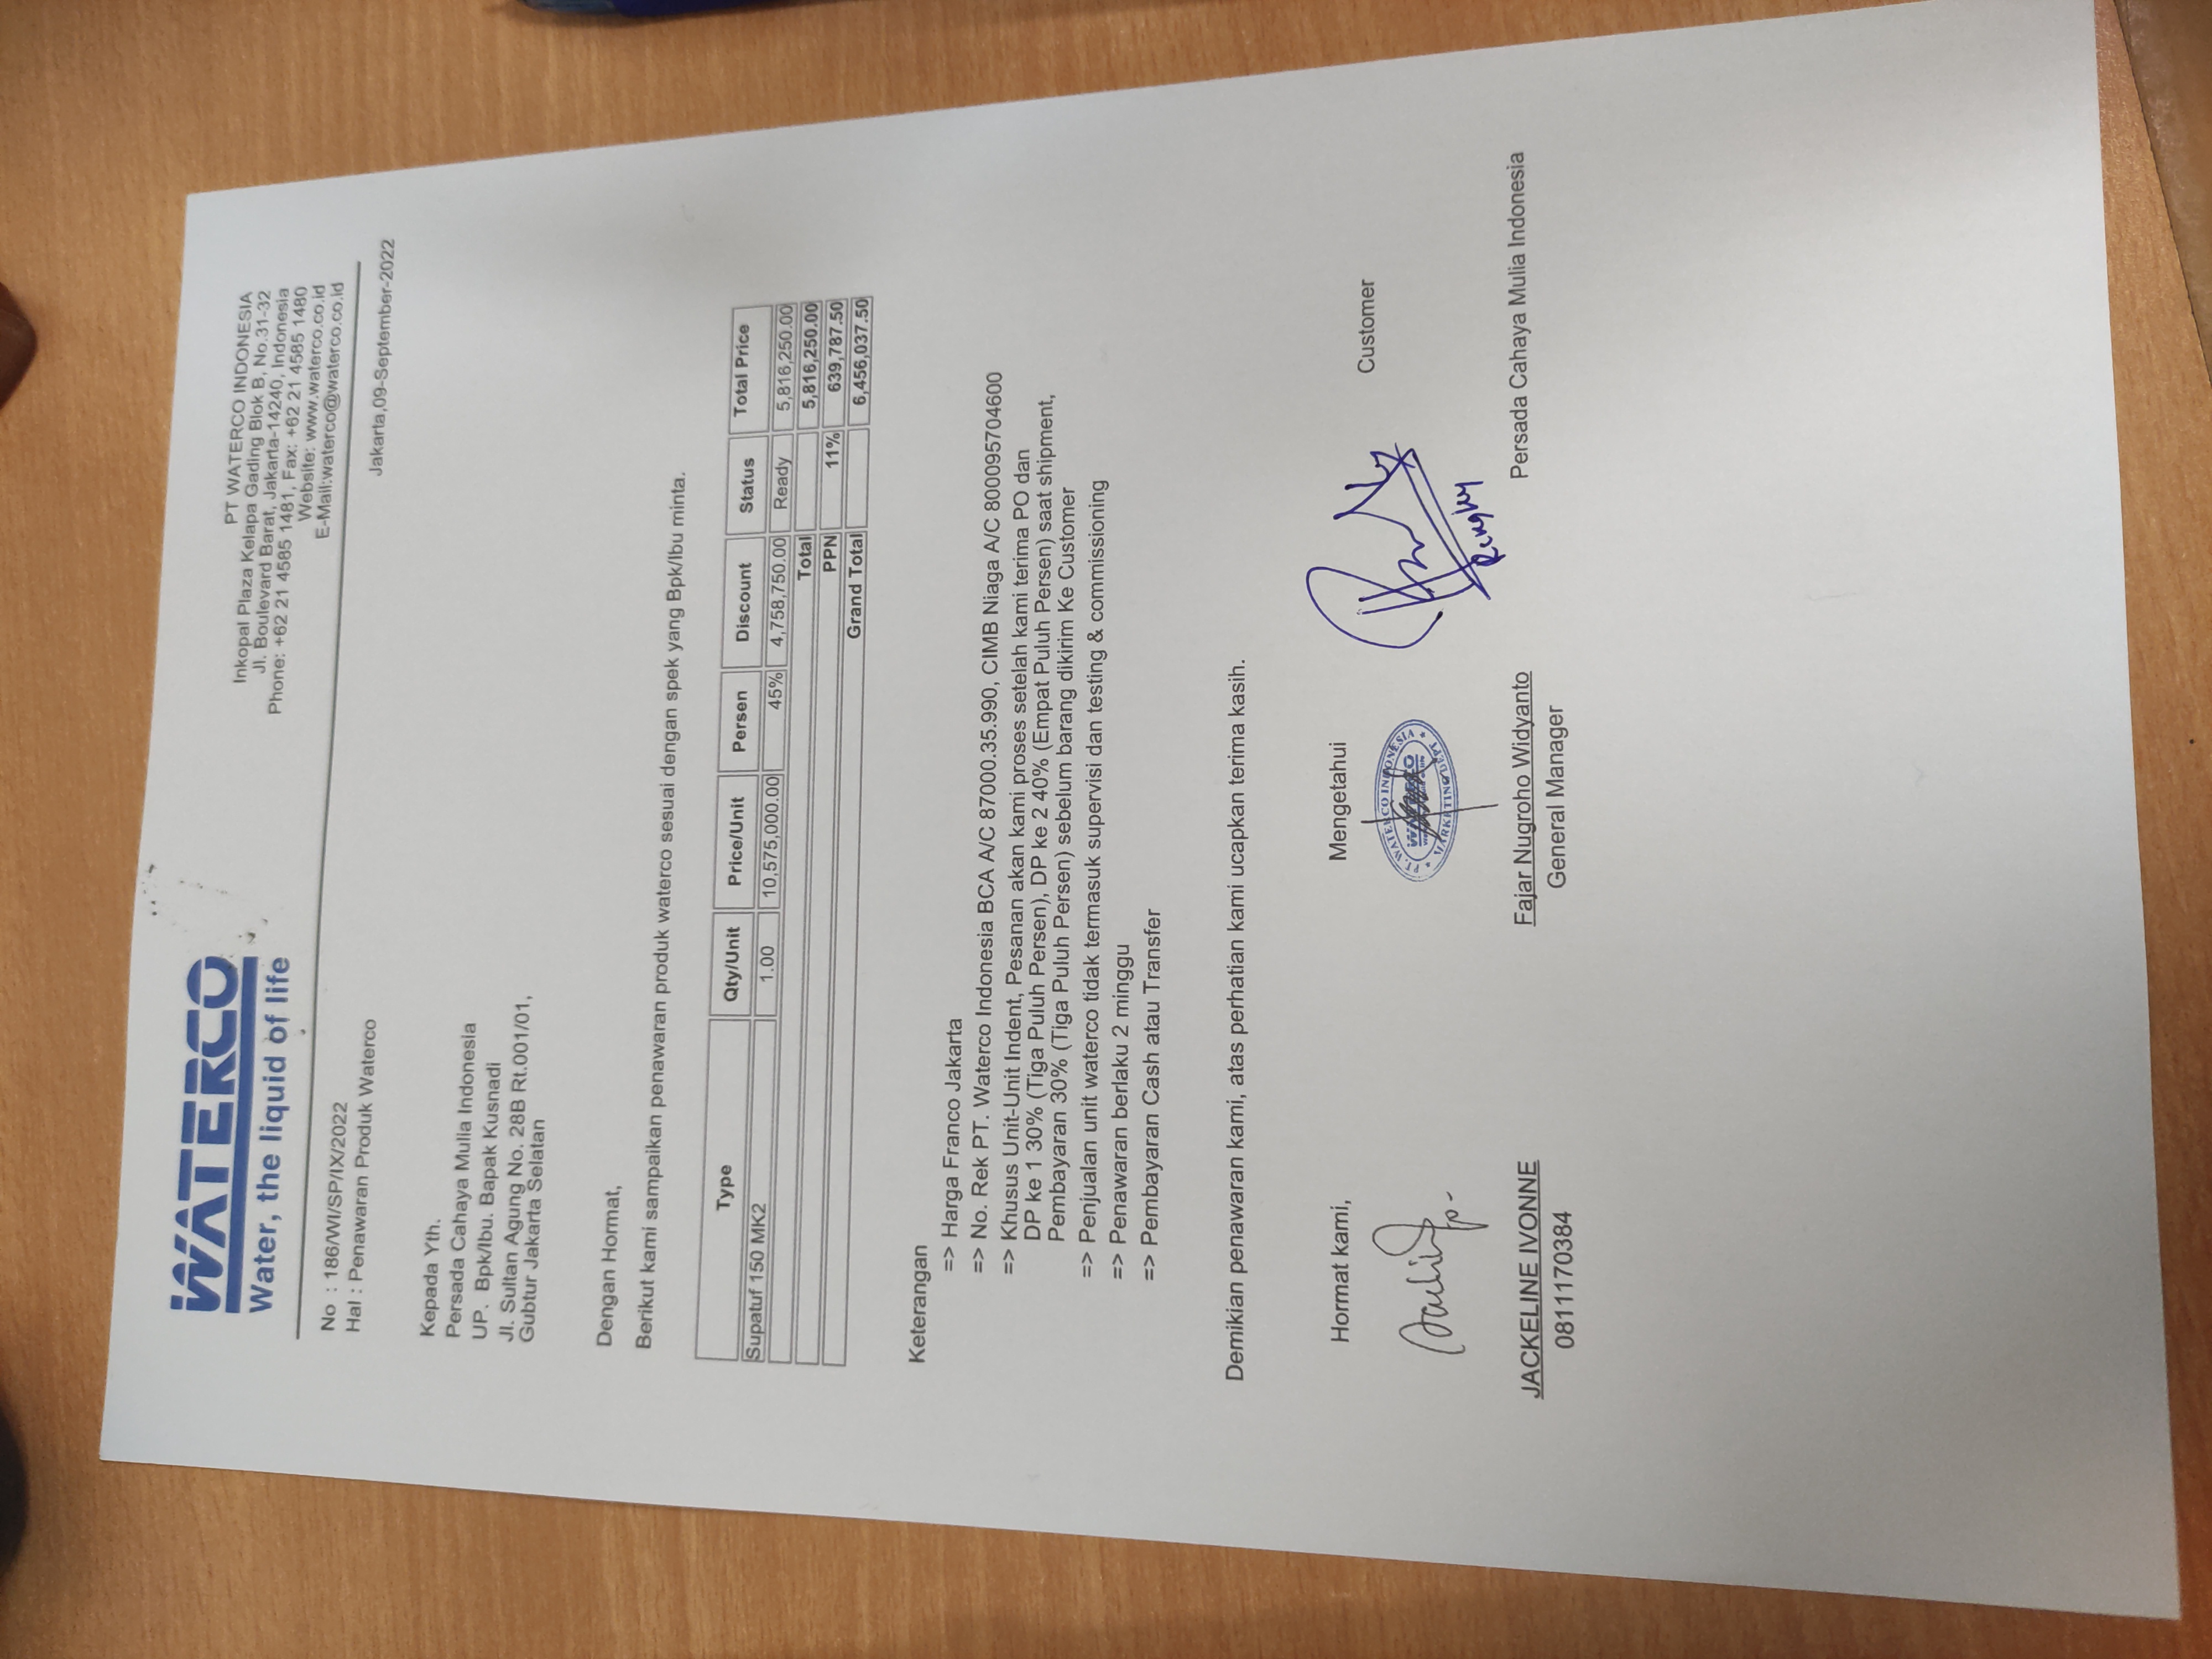 WATERCO
Water, the liquid of life
PT WATERCO INDONESIA
Inkopal Plaza Kelapa Gading Blok B, No.31-32
Jl. Boulevard Barat, Jakarta-14240, Indonesia
Phone: +62 21 4585 1481, Fax: +62 21 4585 1480
Website: www.waterco.co.id
E-Mail:waterco@waterco.co.id
No : 186/WI/SP/IX/2022
Hal : Penawaran Produk Waterco
Jakarta,09-September-2022
Kepada Yth.
Persada Cahaya Mulia Indonesia
UP. Bpk/Ibu. Bapak Kusnadi
Jl. Sultan Agung No. 28B Rt.001/01,
Gubtur Jakarta Selatan
Dengan Hormat,
Berikut kami sampaikan penawaran produk waterco sesuai dengan spek yang Bpk/Ibu minta.
Type Qty/Unit Price/Unit Persen Discount Status Total Price
Supatuf 150 MK2 1.00 10,575,000.00 45% 4,758,750.00 Ready 5,816,250.00
Total 5,816,250.00
PPN 11% 639,787.50
Grand Total 6,456,037.50
Keterangan
=> Harga Franco Jakarta
=> No. Rek PT. Waterco Indonesia BCA A/C 87000.35.990, CIMB Niaga A/C 800095704600
=> Khusus Unit-Unit Indent, Pesanan akan kami proses setelah kami terima PO dan
DP ke 1 30% (Tiga Puluh Persen), DP ke 2 40% (Empat Puluh Persen) saat shipment,
Pembayaran 30% (Tiga Puluh Persen) sebelum barang dikirim Ke Customer
=> Penjualan unit waterco tidak termasuk supervisi dan testing & commissioning
=> Penawaran berlaku 2 minggu
=> Pembayaran Cash atau Transfer
Demikian penawaran kami, atas perhatian kami ucapkan terima kasih.
Hormat kami, Mengetahui Customer
PT. WATERCO INDONESIA
WATERCO
MARKETING DEPT
JACKELINE IVONNE Fajar Nugroho Widyanto Persada Cahaya Mulia Indonesia
0811170384 General Manager